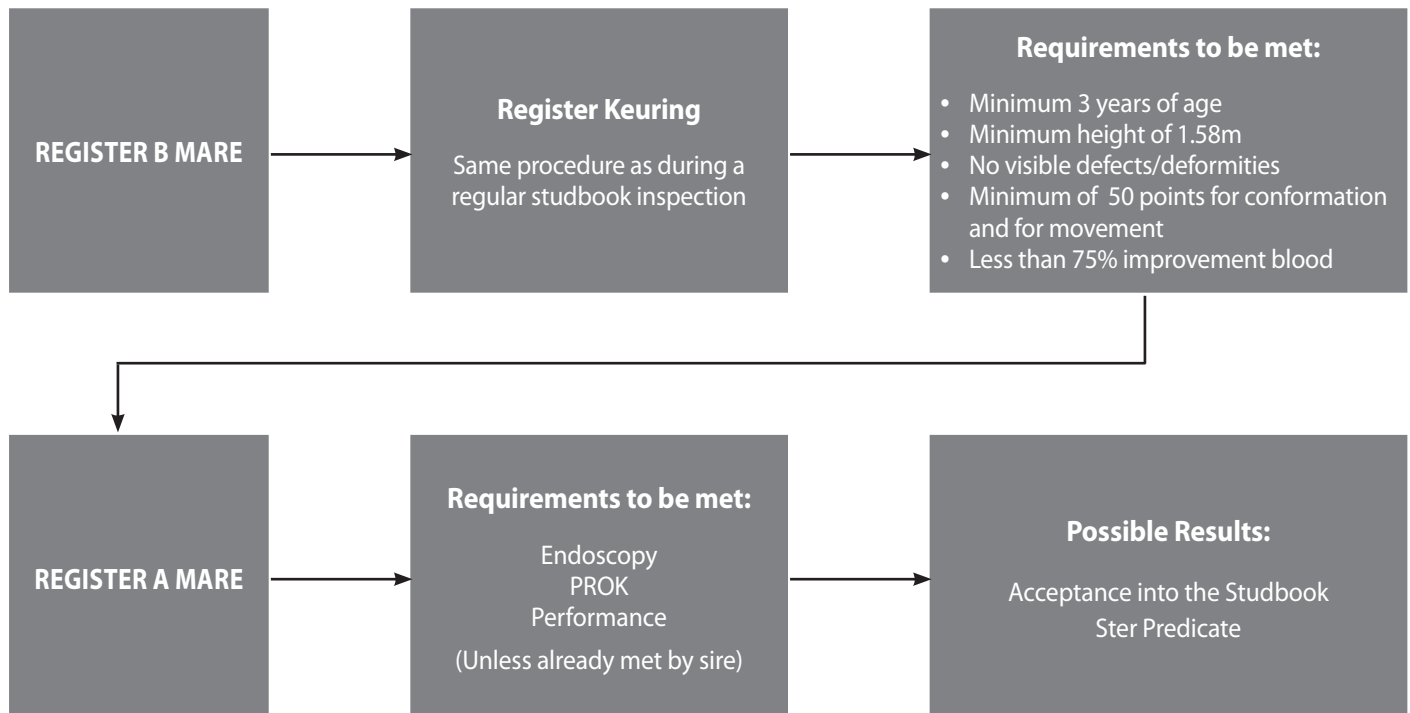 REGISTER B MARE
Register Keuring
Same procedure as during a
regular studbook inspection
Requirements to be met:
• Minimum 3 years of age
• Minimum height of 1.58m
• No visible defects/deformities
• Minimum of 50 points for conformation
and for movement
• Less than 75% improvement blood
REGISTER A MARE
Requirements to be met:
Endoscopy
PROK
Performance
(Unless already met by sire)
Possible Results:
Acceptance into the Studbook
Ster Predicate